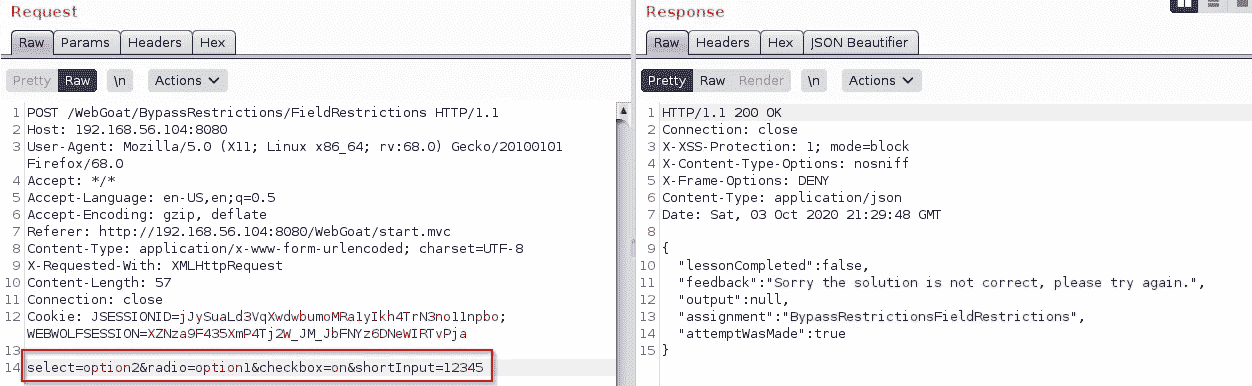 Request
Raw Params Headers Hex
Pretty Raw \n Actions
1 POST /WebGoat/BypassRestrictions/FieldRestrictions HTTP/1.1
2 Host: 192.168.56.104:8080
3 User-Agent: Mozilla/5.0 (X11; Linux x86_64; rv:68.0) Gecko/20100101
Firefox/68.0
4 Accept: */*
5 Accept-Language: en-US,en;q=0.5
6 Accept-Encoding: gzip, deflate
7 Referer: http://192.168.56.104:8080/WebGoat/start.mvc
8 Content-Type: application/x-www-form-urlencoded; charset=UTF-8
9 X-Requested-With: XMLHttpRequest
10 Content-Length: 57
11 Connection: close
12 Cookie: JSESSIONID=jJySuaLd3VqXwdwbumoMRa1yIkh4TrN3no11npbo;
WEBWOLFSESSION=XZNza9F435XmP4Tj2W_JM_JbFNYz6DNeWIRTvPja
13
14 select=option2&radio=option1&checkbox=on&shortInput=12345
Response
Raw Headers Hex JSON Beautifier
Pretty Raw Render \n Actions
1 HTTP/1.1 200 OK
2 Connection: close
3 X-XSS-Protection: 1; mode=block
4 X-Content-Type-Options: nosniff
5 X-Frame-Options: DENY
6 Content-Type: application/json
7 Date: Sat, 03 Oct 2020 21:29:48 GMT
8
9 {
10 "lessonCompleted":false,
11 "feedback":"Sorry the solution is not correct, please try again.",
12 "output":null,
13 "assignment":"BypassRestrictionsFieldRestrictions",
14 "attemptWasMade":true
15 }